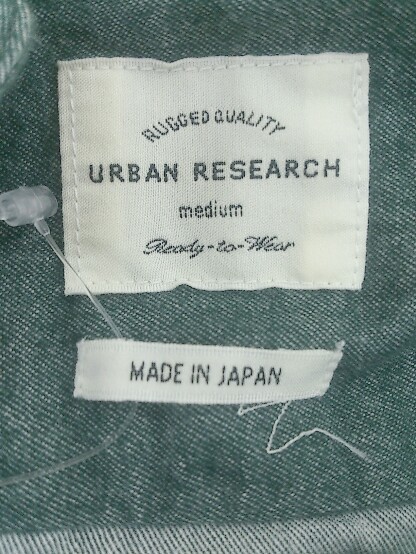 RUGGED QUALITY
URBAN RESEARCH
medium
Ready-to-Wear
MADE IN JAPAN